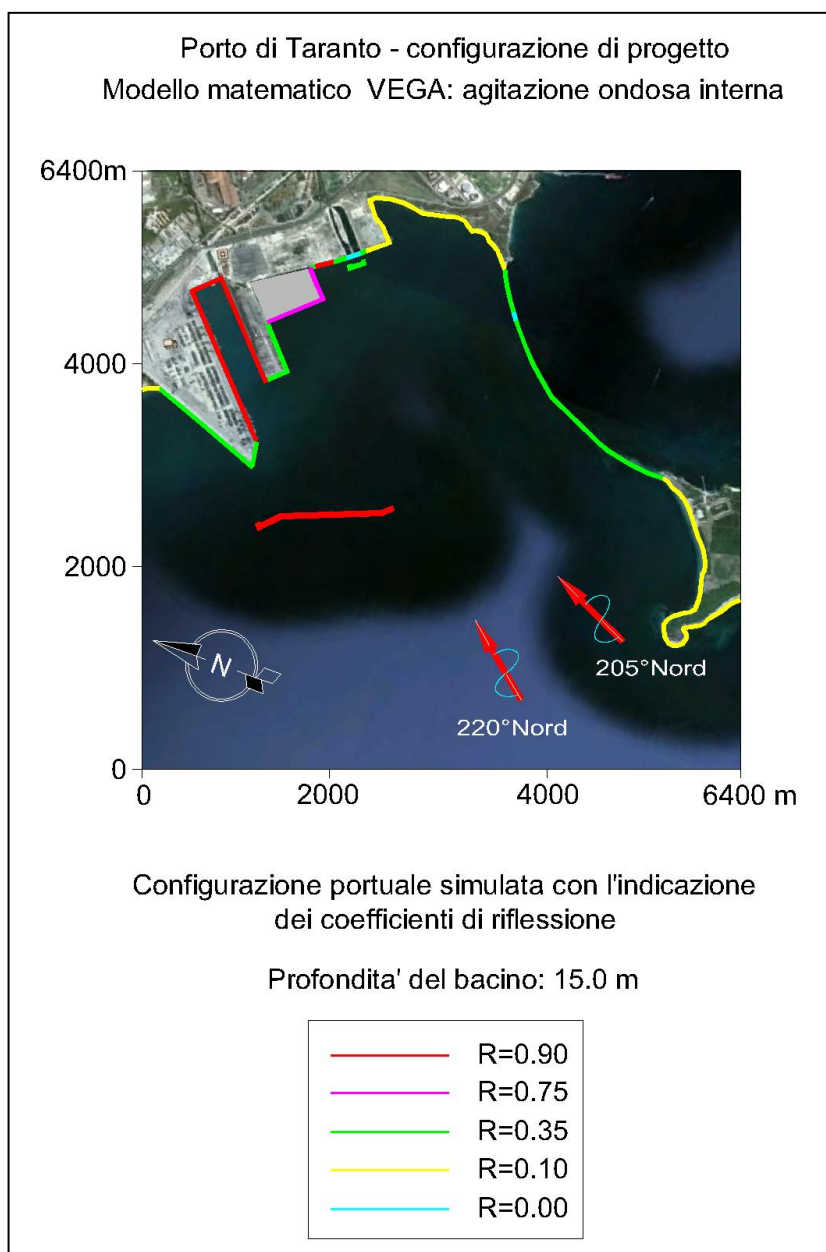 Porto di Taranto - configurazione di progetto
Modello matematico  VEGA: agitazione ondosa interna
6400m
4000
2000
0
N
205°Nord
220°Nord
0
2000
4000
6400 m
Configurazione portuale simulata con l'indicazione
dei coefficienti di riflessione
Profondita' del bacino: 15.0 m
R=0.90
R=0.75
R=0.35
R=0.10
R=0.00